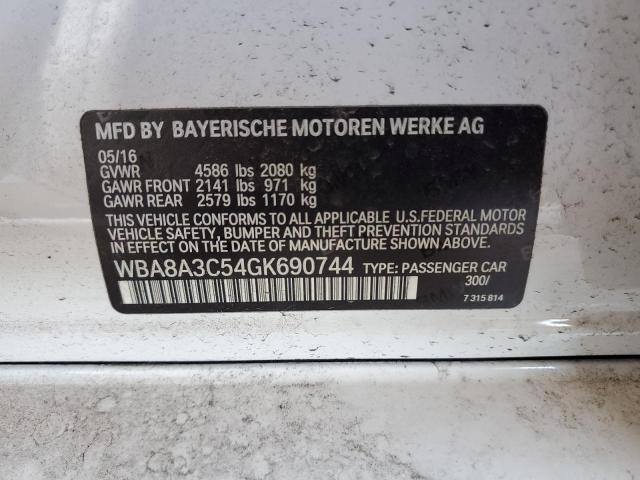 MFD BY BAYERISCHE MOTOREN WERKE AG
05/16
GVWR 4586 lbs 2080 kg
GAWR FRONT 2141 lbs 971 kg
GAWR REAR 2579 lbs 1170 kg
THIS VEHICLE CONFORMS TO ALL APPLICABLE U.S.FEDERAL MOTOR
VEHICLE SAFETY, BUMPER AND THEFT PREVENTION STANDARDS
IN EFFECT ON THE DATE OF MANUFACTURE SHOWN ABOVE.
WBA8A3C54GK690744 TYPE: PASSENGER CAR
300/
7 315 814